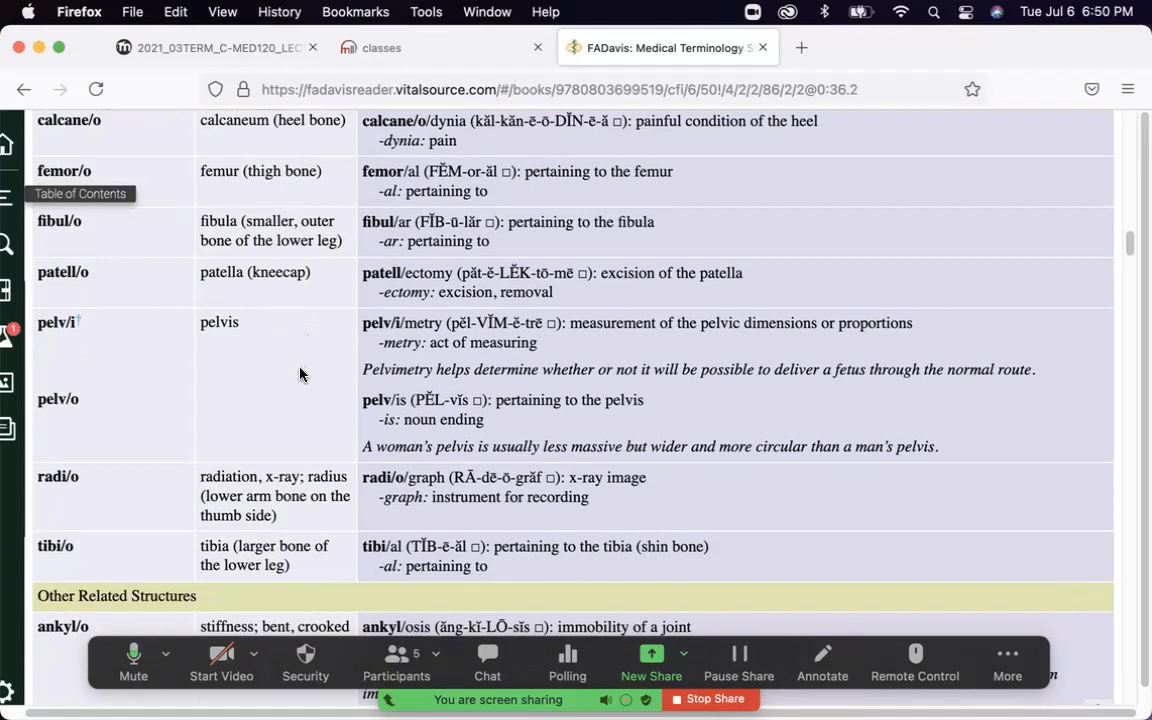 Firefox File Edit View History Bookmarks Tools Window Help Tue Jul 6 6:50 PM
2021_03TERM_C-MED120_LEC classes FADavis: Medical Terminology S
https://fadavisreader.vitalsource.com/#/books/9780803699519/cfi/6/50!/4/2/2/86/2/2@0:36.2
calcane/o calcaneum (heel bone) calcane/o/dynia (kăl-kăn-ē-ō-DĬN-ē-ă □): painful condition of the heel
-dynia: pain
femor/o femur (thigh bone) femor/al (FĔM-or-ăl □): pertaining to the femur
Table of Contents -al: pertaining to
fibul/o fibula (smaller, outer fibul/ar (FĬB-ū-lăr □): pertaining to the fibula
bone of the lower leg) -ar: pertaining to
patell/o patella (kneecap) patell/ectomy (păt-ĕ-LĔK-tō-mē □): excision of the patella
-ectomy: excision, removal
pelv/i† pelvis pelv/i/metry (pĕl-VĬM-ĕ-trē □): measurement of the pelvic dimensions or proportions
-metry: act of measuring
Pelvimetry helps determine whether or not it will be possible to deliver a fetus through the normal route.
pelv/o pelv/is (PĔL-vĭs □): pertaining to the pelvis
-is: noun ending
A woman's pelvis is usually less massive but wider and more circular than a man's pelvis.
radi/o radiation, x-ray; radius radi/o/graph (RĀ-dē-ō-grăf □): x-ray image
(lower arm bone on the -graph: instrument for recording
thumb side)
tibi/o tibia (larger bone of tibi/al (TĬB-ē-ăl □): pertaining to the tibia (shin bone)
the lower leg) -al: pertaining to
Other Related Structures
ankyl/o stiffness; bent, crooked ankyl/osis (ăng-kĭ-LŌ-sĭs □): immobility of a joint
1
5
Mute Start Video Security Participants Chat Polling New Share Pause Share Annotate Remote Control More
You are screen sharing Stop Share